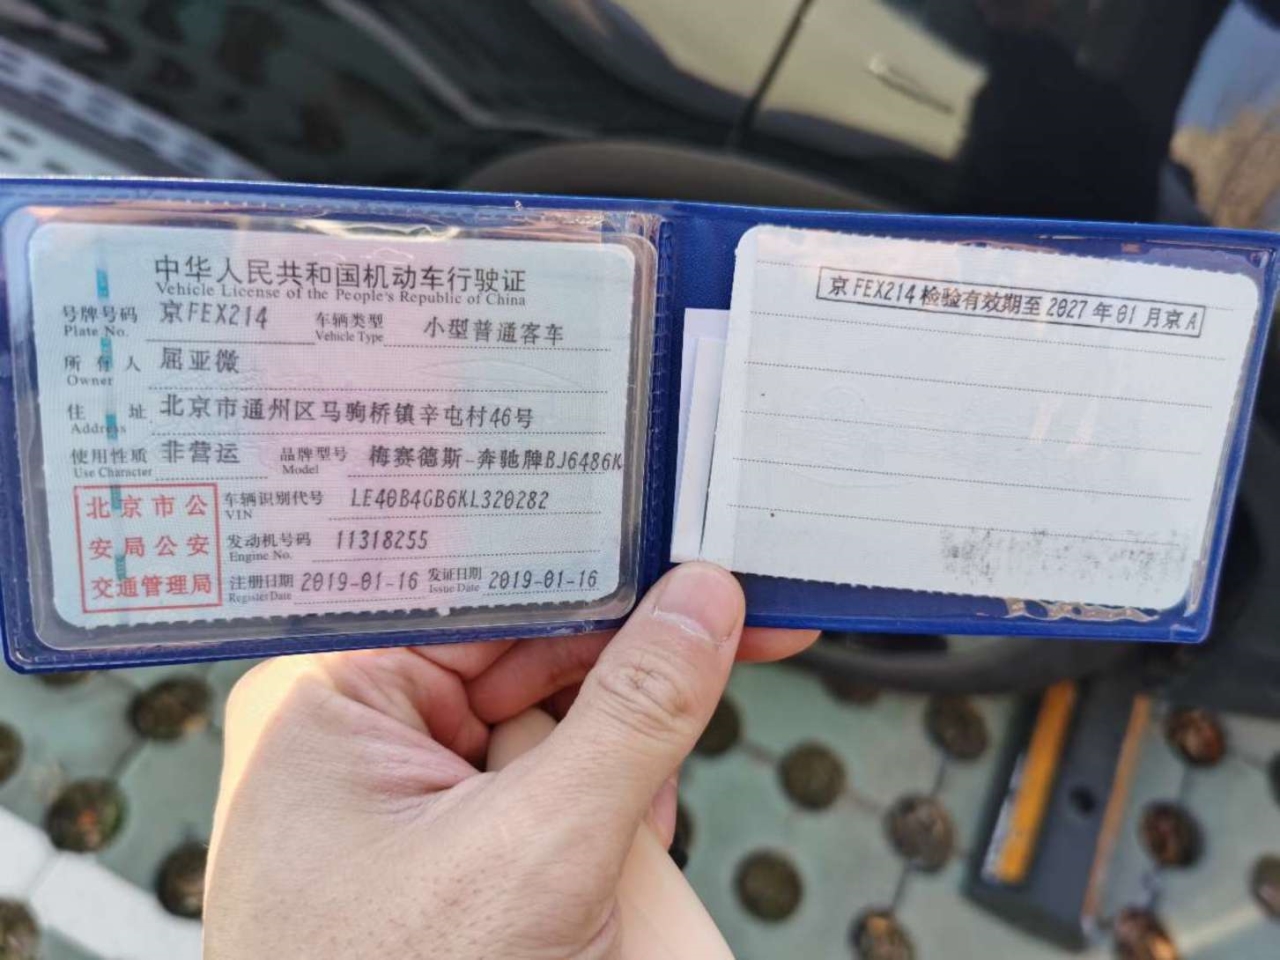 中华人民共和国机动车行驶证
Vehicle License of the People's Republic of China
号牌号码 京FEX214 车辆类型 小型普通客车
Plate No. Vehicle Type
所有人 屈亚微
Owner
住址 北京市通州区马驹桥镇辛屯村46号
Address
使用性质 非营运 品牌型号 梅赛德斯-奔驰牌BJ6486K
Use Character Model
北京市公
安局公安
交通管理局
车辆识别代号 LE40B4GB6KL320282
VIN
发动机号码 11318255
Engine No.
注册日期 2019-01-16 发证日期 2019-01-16
Register Date Issue Date
京FEX214检验有效期至2027年01月京A